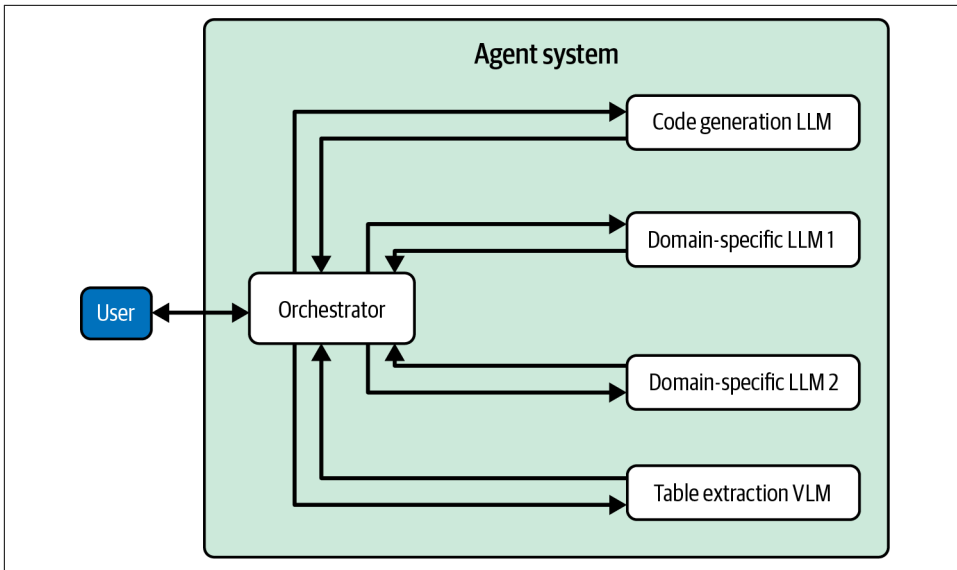 Agent system
Code generation LLM
Domain-specific LLM 1
User
Orchestrator
Domain-specific LLM 2
Table extraction VLM